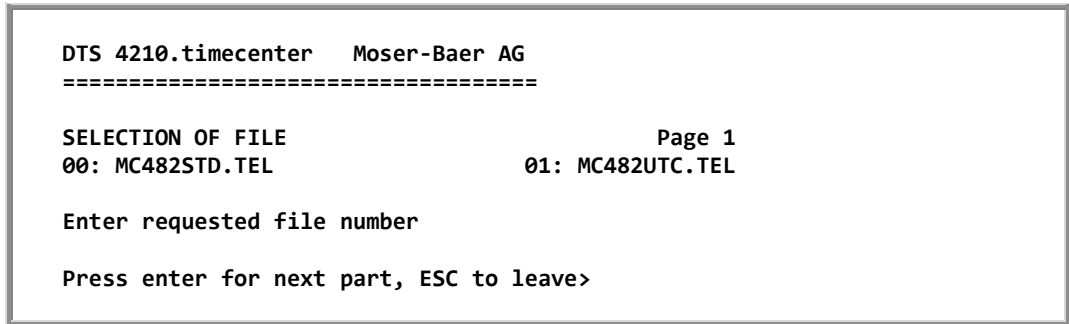 DTS 4210.timecenter   Moser-Baer AG
====================================
SELECTION OF FILE                            Page 1
00: MC482STD.TEL                   01: MC482UTC.TEL
Enter requested file number
Press enter for next part, ESC to leave>